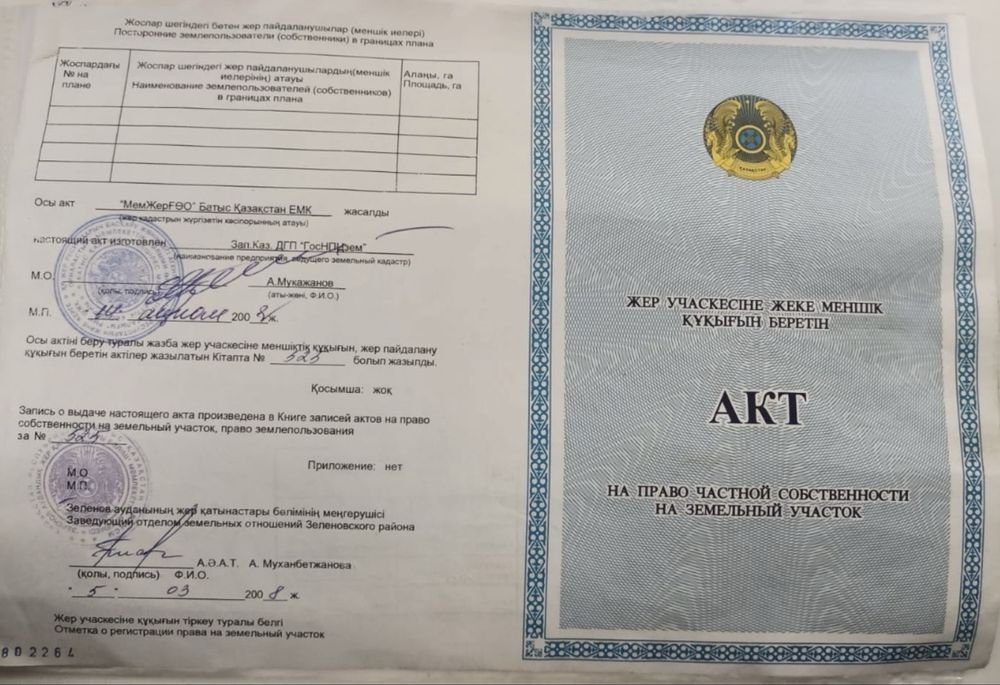 Жоспар шегіндегі бөтен жер пайдаланушылар (меншік иелері)
Посторонние землепользователи (собственники) в границах плана
Жоспардағы № на плане
Жоспар шегіндегі жер пайдаланушылардың(меншік иелерінің) атауы
Наименование землепользователей (собственников) в границах плана
Алаңы, га
Площадь, га
Осы акт "МемЖерҒӨО" Батыс Қазақстан ЕМК жасалды
(жер кадастрын жүргізетін кәсіпорынның атауы)
настоящий акт изготовлен Зап.Каз. ДГП "ГосНПЦзем"
(наименование предприятия, ведущего земельный кадастр)
М.О. А.Мукажанов
(қолы, подпись) (аты-жөні, Ф.И.О.)
М.П. 2008 ж.
Осы актіні беру туралы жазба жер учаскесіне меншіктік құқығын, жер пайдалану
құқығын беретін актілер жазылатын Кітапта № 525 болып жазылды.
Қосымша: жоқ
Запись о выдаче настоящего акта произведена в Книге записей актов на право
собственности на земельный участок, право землепользования
за № 525
Приложение: нет
М.О.
М.П.
Зеленов ауданының жер қатынастары бөлімінің меңгерушісі
Заведующий отделом земельных отношений Зеленовского района
А.Ә.А.Т. А. Муханбетжанова
(қолы, подпись) Ф.И.О.
5 03 2008 ж.
Жер учаскесіне құқығын тіркеу туралы белгі
Отметка о регистрации права на земельный участок
802264
ҚАЗАҚСТАН
ЖЕР УЧАСКЕСІНЕ ЖЕКЕ МЕНШІК
ҚҰҚЫҒЫН БЕРЕТІН
АКТ
НА ПРАВО ЧАСТНОЙ СОБСТВЕННОСТИ
НА ЗЕМЕЛЬНЫЙ УЧАСТОК